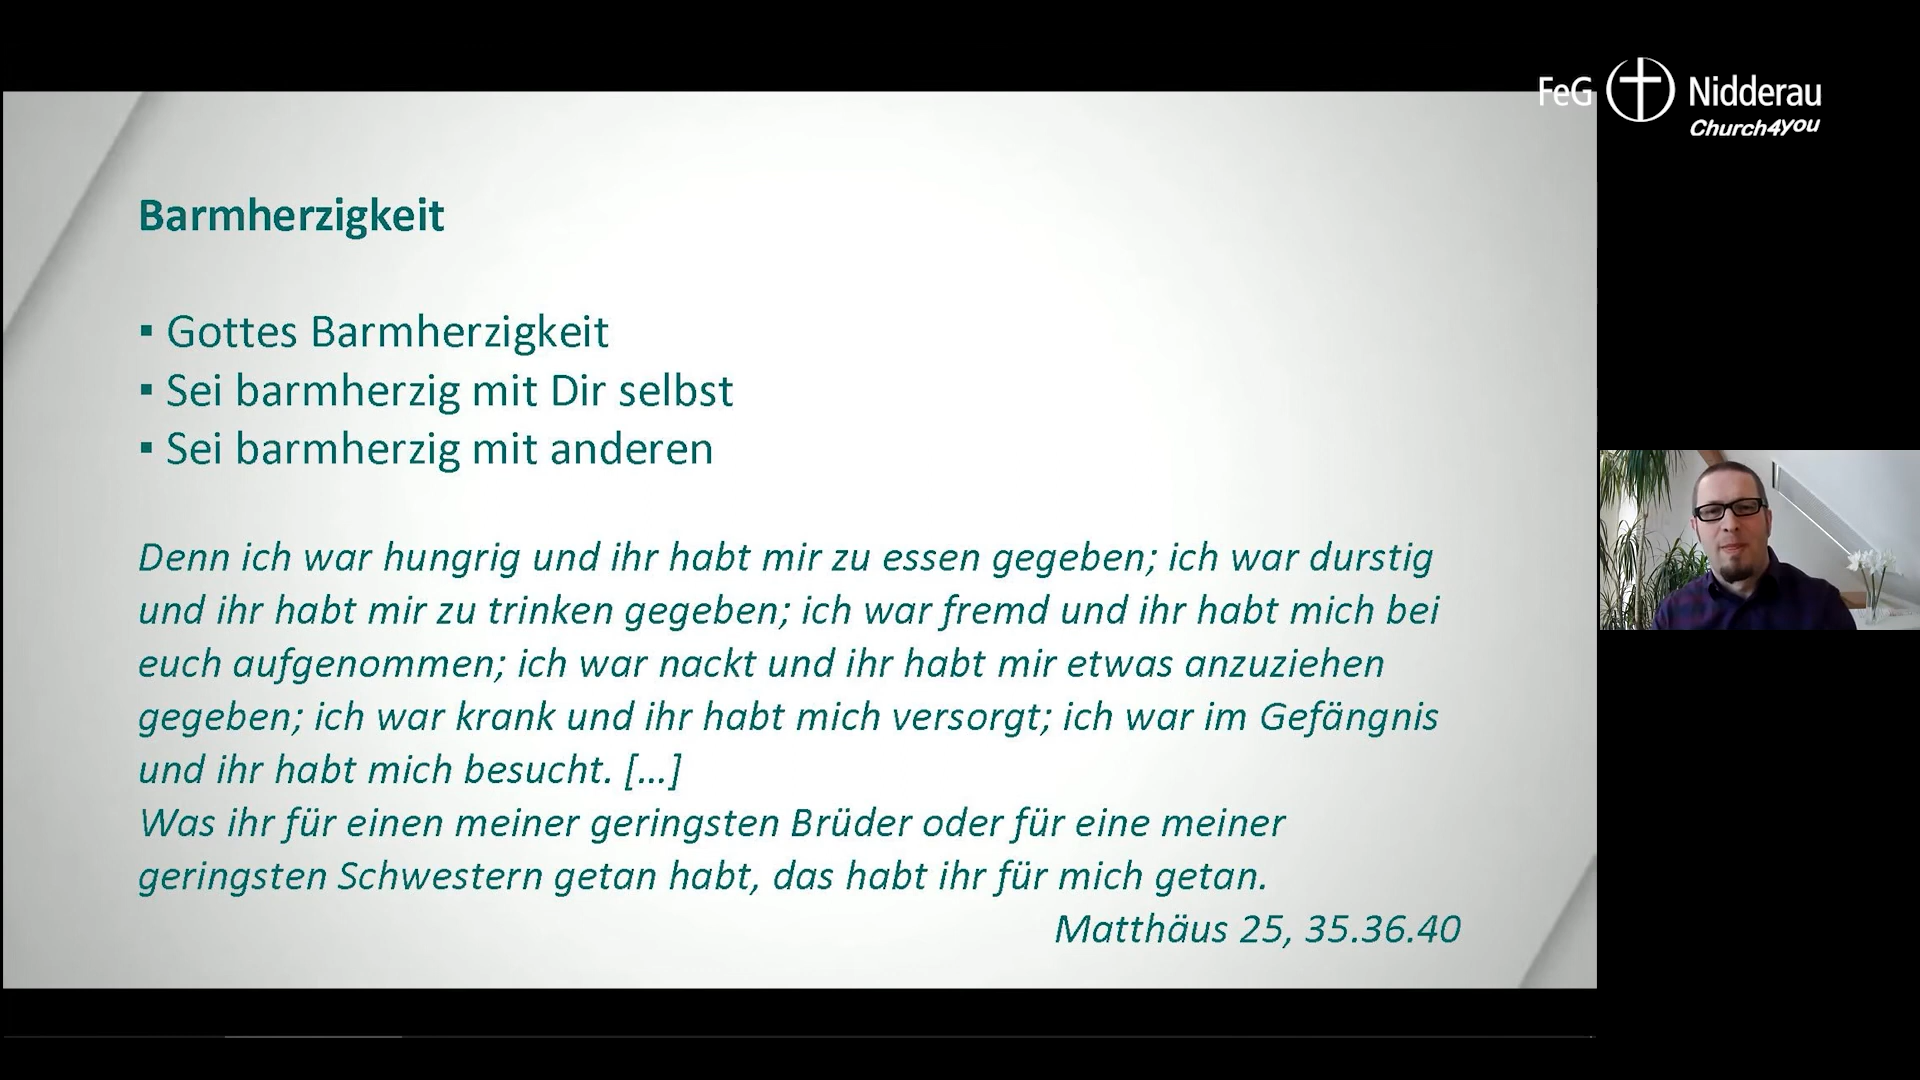 FeG Nidderau
Church4you
Barmherzigkeit
▪ Gottes Barmherzigkeit
▪ Sei barmherzig mit Dir selbst
▪ Sei barmherzig mit anderen
Denn ich war hungrig und ihr habt mir zu essen gegeben; ich war durstig
und ihr habt mir zu trinken gegeben; ich war fremd und ihr habt mich bei
euch aufgenommen; ich war nackt und ihr habt mir etwas anzuziehen
gegeben; ich war krank und ihr habt mich versorgt; ich war im Gefängnis
und ihr habt mich besucht. [...]
Was ihr für einen meiner geringsten Brüder oder für eine meiner
geringsten Schwestern getan habt, das habt ihr für mich getan.
Matthäus 25, 35.36.40